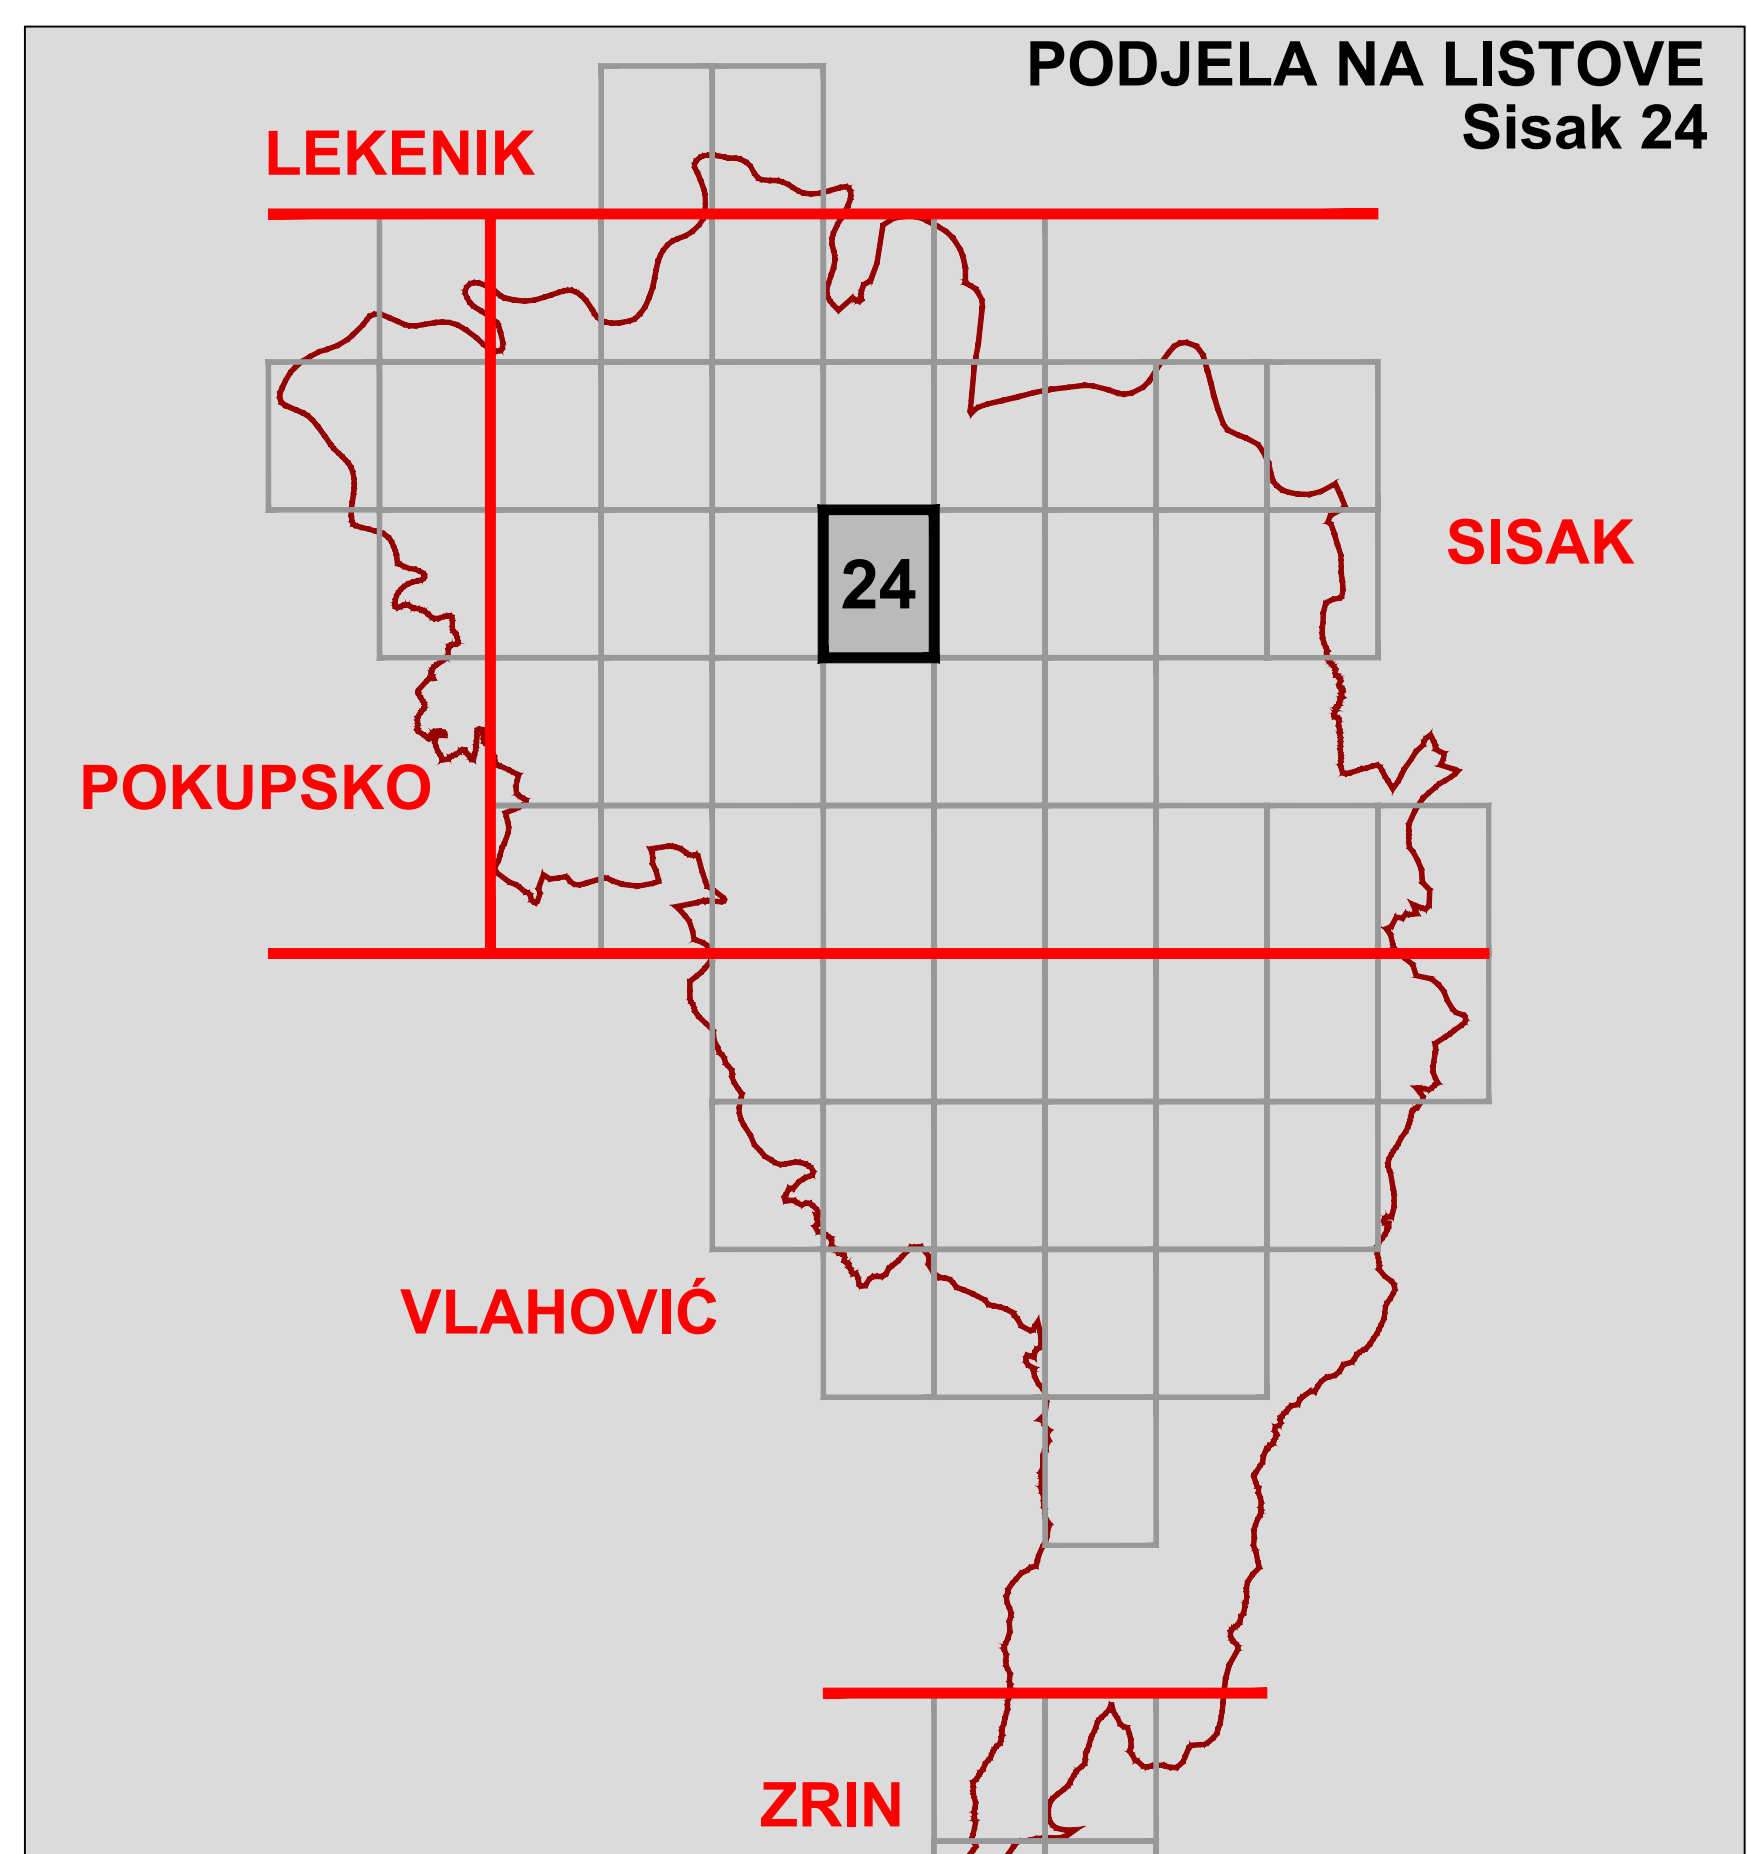 PODJELA NA LISTOVE
Sisak 24
LEKENIK
SISAK
24
POKUPSKO
VLAHOVIĆ
ZRIN